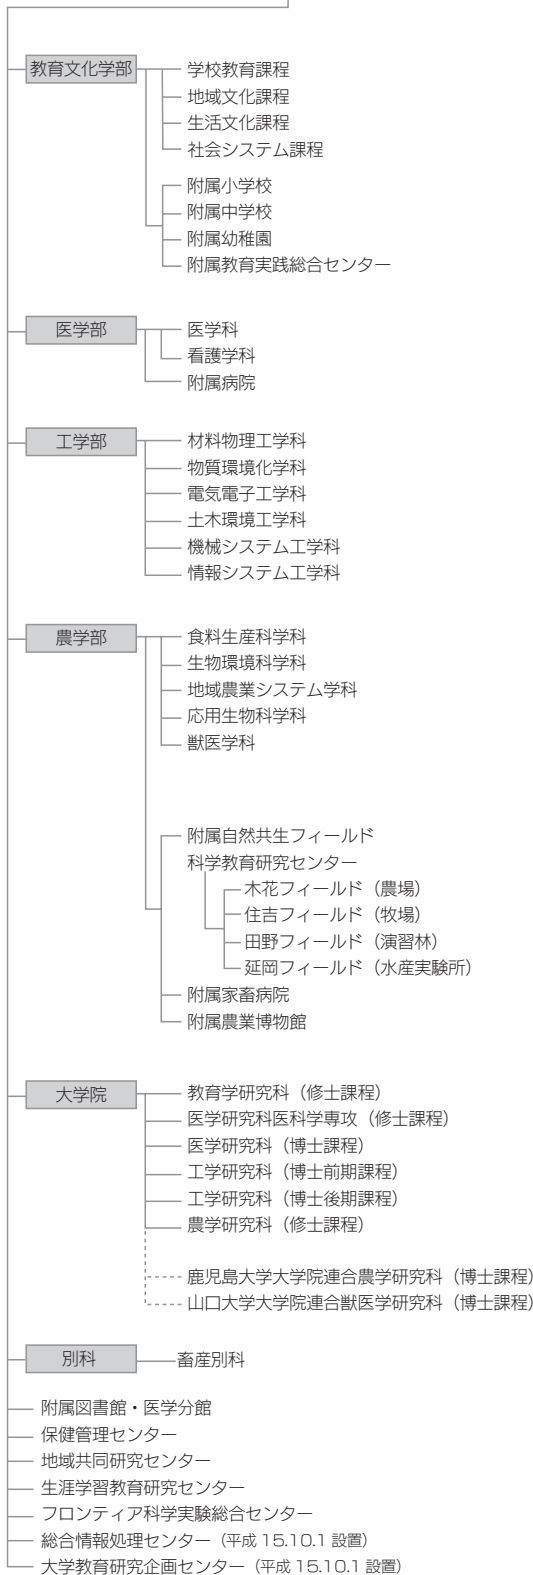 教育文化学部
学校教育課程
地域文化課程
生活文化課程
社会システム課程
附属小学校
附属中学校
附属幼稚園
附属教育実践総合センター
医学部
医学科
看護学科
附属病院
工学部
材料物理工学科
物質環境化学科
電気電子工学科
土木環境工学科
機械システム工学科
情報システム工学科
農学部
食料生産科学科
生物環境科学科
地域農業システム学科
応用生物科学科
獣医学科
附属自然共生フィールド
科学教育研究センター
木花フィールド（農場）
住吉フィールド（牧場）
田野フィールド（演習林）
延岡フィールド（水産実験所）
附属家畜病院
附属農業博物館
大学院
教育学研究科（修士課程）
医学研究科医科学専攻（修士課程）
医学研究科（博士課程）
工学研究科（博士前期課程）
工学研究科（博士後期課程）
農学研究科（修士課程）
鹿児島大学大学院連合農学研究科（博士課程）
山口大学大学院連合獣医学研究科（博士課程）
別科
畜産別科
附属図書館・医学分館
保健管理センター
地域共同研究センター
生涯学習教育研究センター
フロンティア科学実験総合センター
総合情報処理センター（平成 15.10.1 設置）
大学教育研究企画センター（平成 15.10.1 設置）